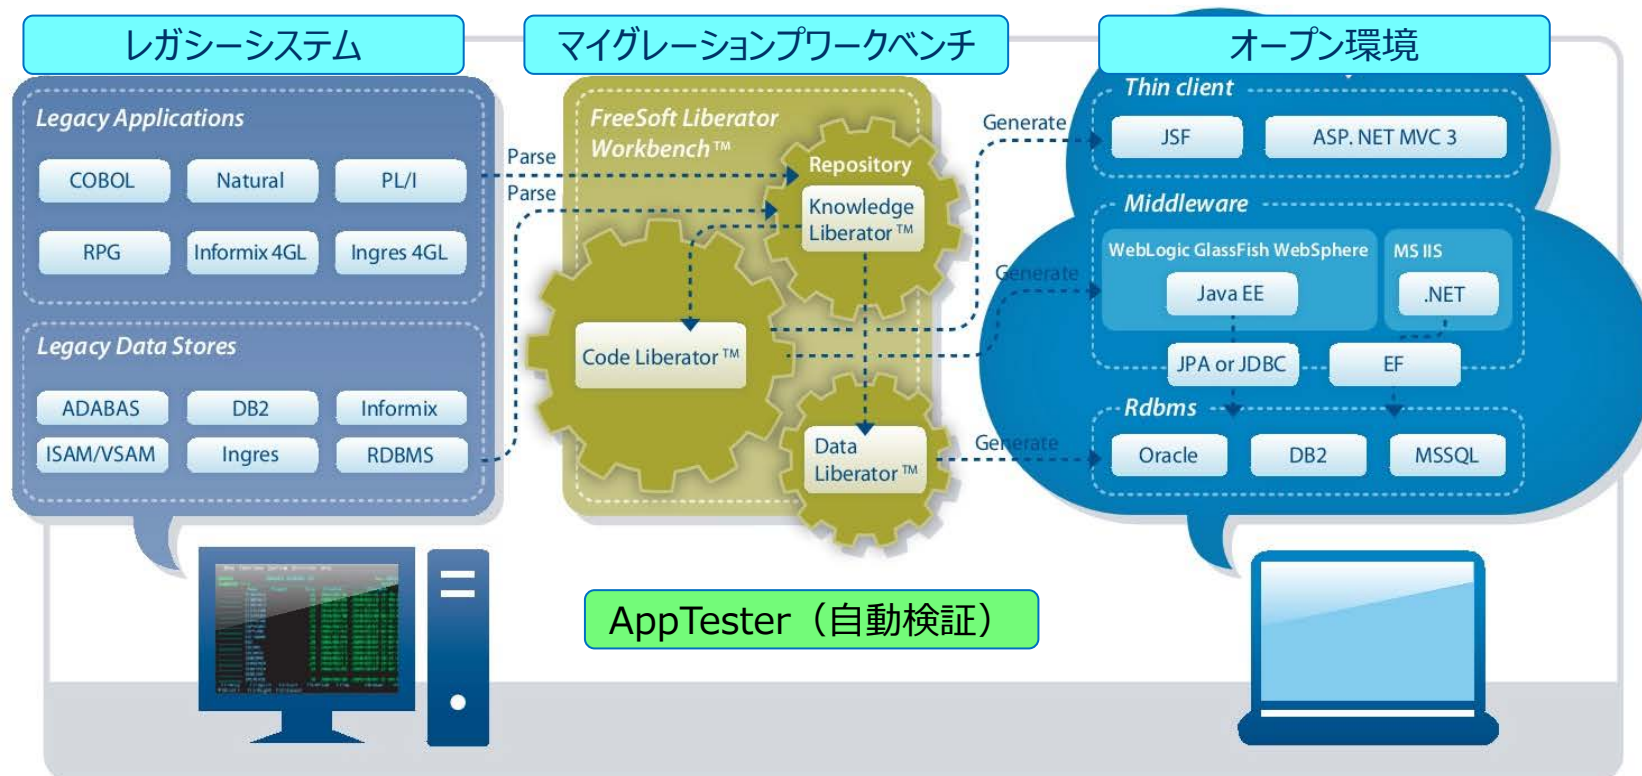 レガシーシステム
マイグレーションプワークベンチ
オープン環境
Legacy Applications
COBOL
Natural
PL/I
RPG
Informix 4GL
Ingres 4GL
Legacy Data Stores
ADABAS
DB2
Informix
ISAM/VSAM
Ingres
RDBMS
Parse
Parse
FreeSoft Liberator
Workbench™
Repository
Knowledge
Liberator™
Code Liberator™
Data
Liberator™
Generate
Generate
Generate
Thin client
JSF
ASP. NET MVC 3
Middleware
WebLogic GlassFish WebSphere
MS IIS
Java EE
.NET
JPA or JDBC
EF
Rdbms
Oracle
DB2
MSSQL
AppTester（自動検証）